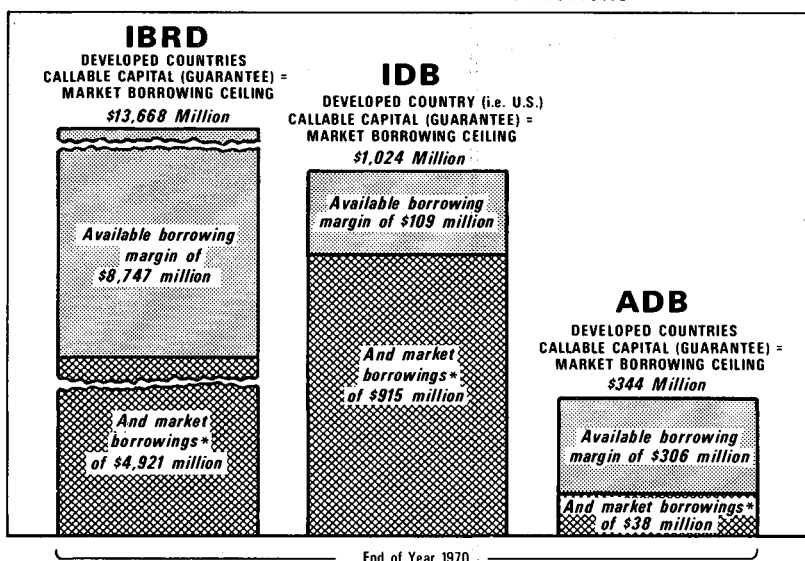 IBRD
DEVELOPED COUNTRIES
CALLABLE CAPITAL (GUARANTEE) =
MARKET BORROWING CEILING
$13,668 Million
Available borrowing
margin of
$8,747 million
And market
borrowings*
of $4,921 million
IDB
DEVELOPED COUNTRY (i.e. U.S.)
CALLABLE CAPITAL (GUARANTEE) =
MARKET BORROWING CEILING
$1,024 Million
Available borrowing
margin of $109 million
And market
borrowings*
of $915 million
ADB
DEVELOPED COUNTRIES
CALLABLE CAPITAL (GUARANTEE) =
MARKET BORROWING CEILING
$344 Million
Available borrowing
margin of $306 million
And market borrowings*
of $38 million
End of Year 1970